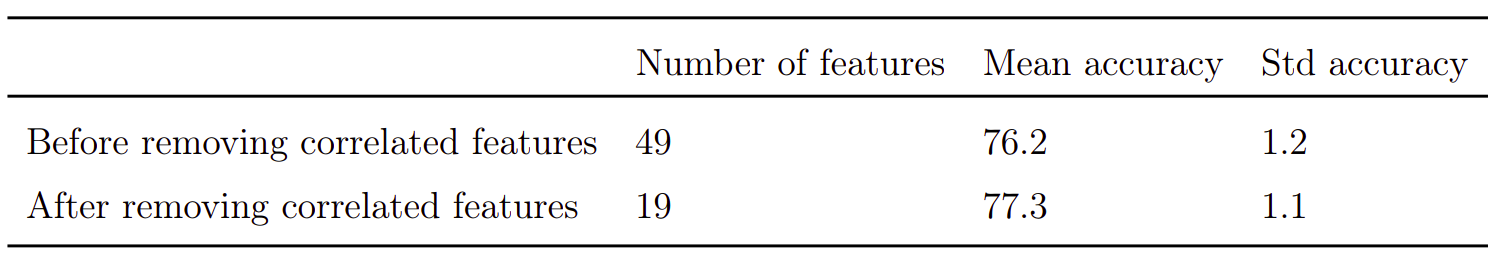 Number of features Mean accuracy Std accuracy
Before removing correlated features 49 76.2 1.2
After removing correlated features 19 77.3 1.1